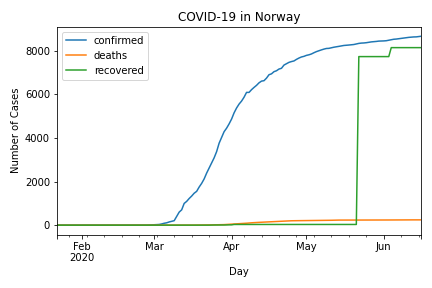 COVID-19 in Norway
confirmed
deaths
recovered
Number of Cases
8000
6000
4000
2000
0
Feb
2020
Mar
Apr
May
Jun
Day